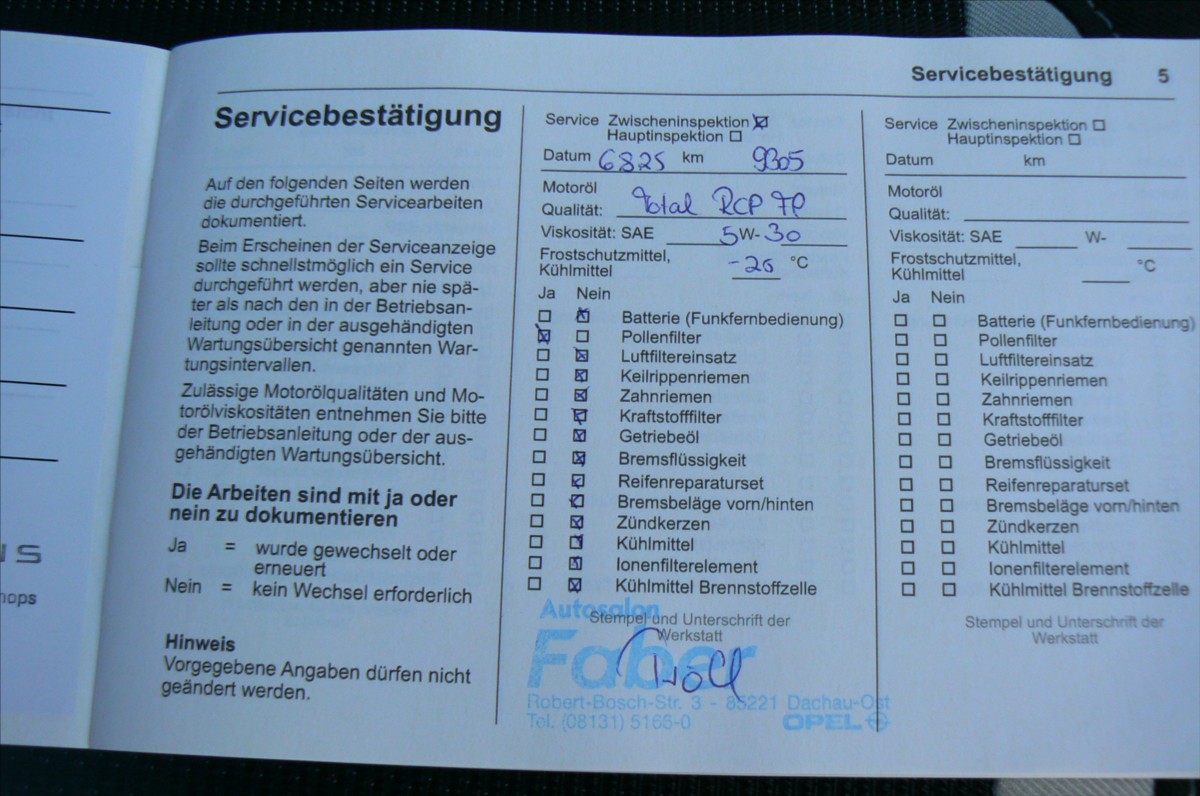 Servicebestätigung 5
Servicebestätigung
Auf den folgenden Seiten werden
die durchgeführten Servicearbeiten
dokumentiert.
Beim Erscheinen der Serviceanzeige
sollte schnellstmöglich ein Service
durchgeführt werden, aber nie spä-
ter als nach den in der Betriebsan-
leitung oder in der ausgehändigten
Wartungsübersicht genannten War-
tungsintervallen.
Zulässige Motorölqualitäten und Mo-
torölviskositäten entnehmen Sie bitte
der Betriebsanleitung oder der aus-
gehändigten Wartungsübersicht.
Die Arbeiten sind mit ja oder
nein zu dokumentieren
Ja = wurde gewechselt oder
erneuert
Nein = kein Wechsel erforderlich
Hinweis
Vorgegebene Angaben dürfen nicht
geändert werden.
Service Zwischeninspektion
Hauptinspektion
Datum 6825 km 9305
Motoröl
Qualität: Total RCP FP
Viskosität: SAE 5W-30
Frostschutzmittel,
Kühlmittel -20 °C
Ja Nein
Batterie (Funkfernbedienung)
Pollenfilter
Luftfiltereinsatz
Keilrippenriemen
Zahnriemen
Kraftstofffilter
Getriebeöl
Bremsflüssigkeit
Reifenreparaturset
Bremsbeläge vorn/hinten
Zündkerzen
Kühlmittel
Ionenfilterelement
Kühlmittel Brennstoffzelle
Stempel und Unterschrift der
Werkstatt
Autosalon
Faber
Robert-Bosch-Str. 3 - 85221 Dachau-Ost
Tel. (08131) 5165-0 OPEL
Service Zwischeninspektion
Hauptinspektion
Datum km
Motoröl
Qualität:
Viskosität: SAE W-
Frostschutzmittel,
Kühlmittel °C
Ja Nein
Batterie (Funkfernbedienung)
Pollenfilter
Luftfiltereinsatz
Keilrippenriemen
Zahnriemen
Kraftstofffilter
Getriebeöl
Bremsflüssigkeit
Reifenreparaturset
Bremsbeläge vorn/hinten
Zündkerzen
Kühlmittel
Ionenfilterelement
Kühlmittel Brennstoffzelle
Stempel und Unterschrift der
Werkstatt